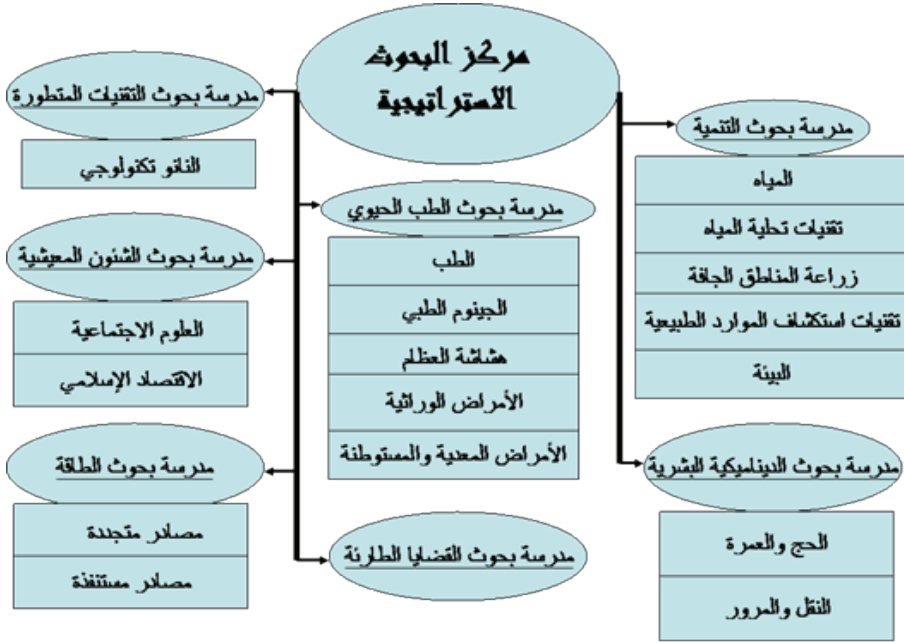 مركز البحوث
الاستراتيجية
مدرسة بحوث التنمية
المياه
تقنيات تحلية المياه
زراعة المناطق الجافة
تقنيات استكشاف الموارد الطبيعية
البيئة
مدرسة بحوث الديناميكية البشرية
الحج والعمرة
النقل والمرور
مدرسة بحوث الطب الحيوي
الطب
الجينوم الطبي
هشاشة العظام
الأمراض الوراثية
الأمراض المعدية والمستوطنة
مدرسة بحوث القضايا الطارئة
مدرسة بحوث التقنيات المتطورة
النانو تكنولوجي
مدرسة بحوث الشئون المعيشية
العلوم الاجتماعية
الاقتصاد الإسلامي
مدرسة بحوث الطاقة
مصادر متجددة
مصادر مستنفذة